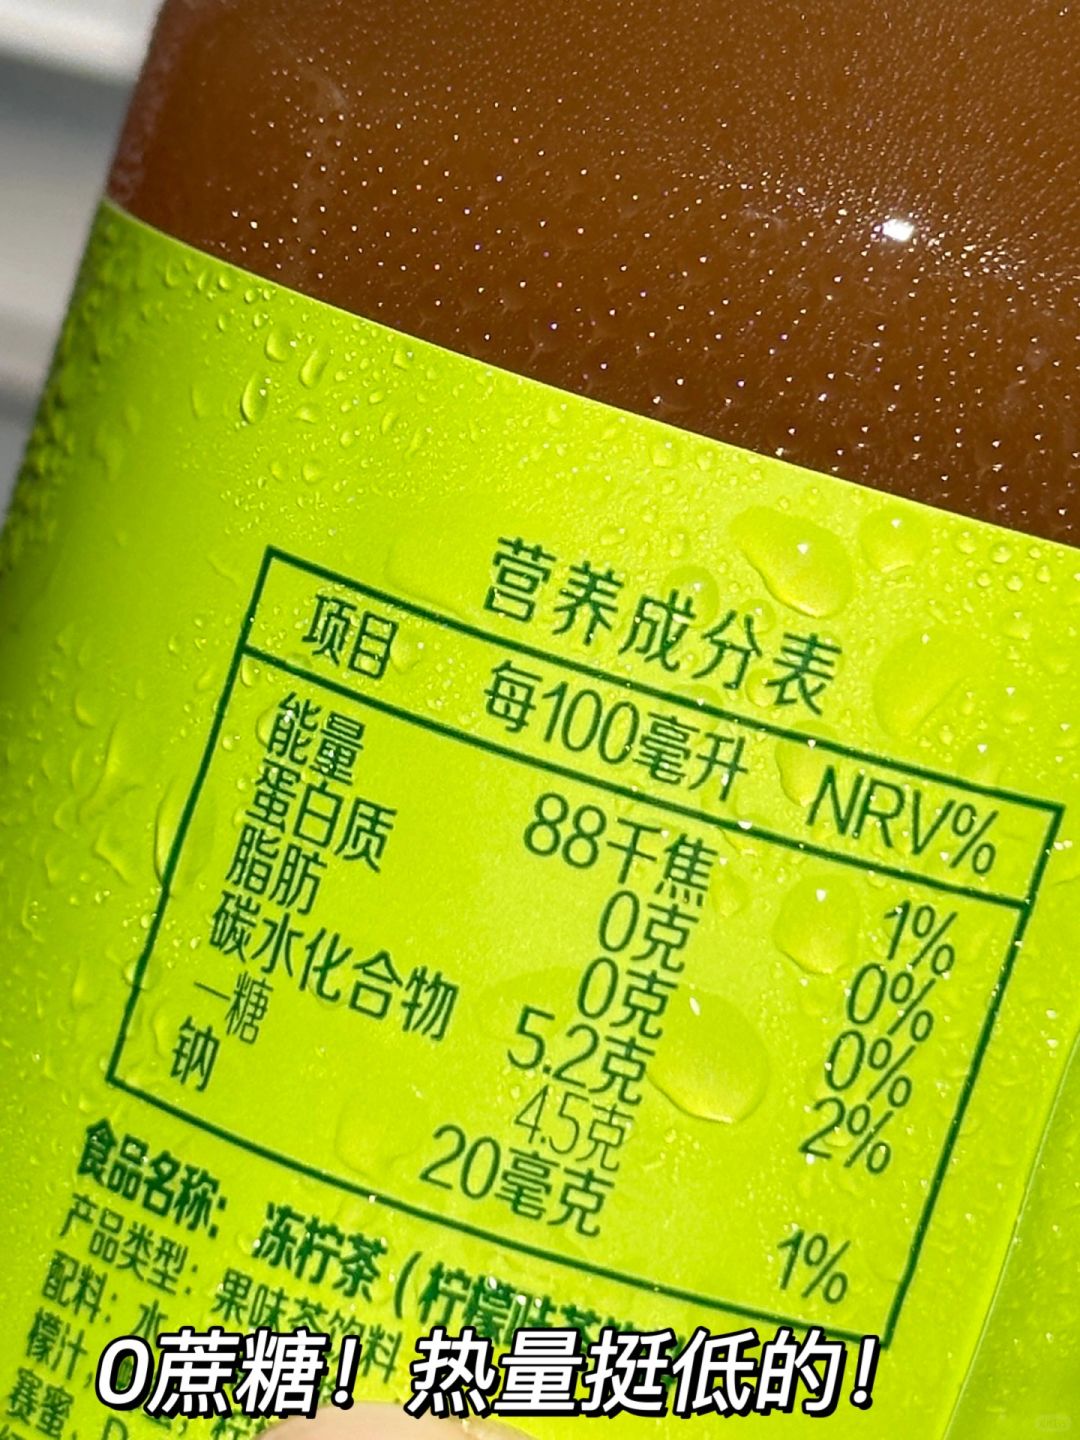 营养成分表
项目 每100毫升 NRV%
能量 88千焦 1%
蛋白质 0克 0%
脂肪 0克 0%
碳水化合物 5.2克 2%
-糖 4.5克
钠 20毫克 1%
食品名称：冻柠茶（柠檬味茶
产品类型：果味茶饮料
配料：水
檬汁
赛蜜
0蔗糖！热量挺低的！